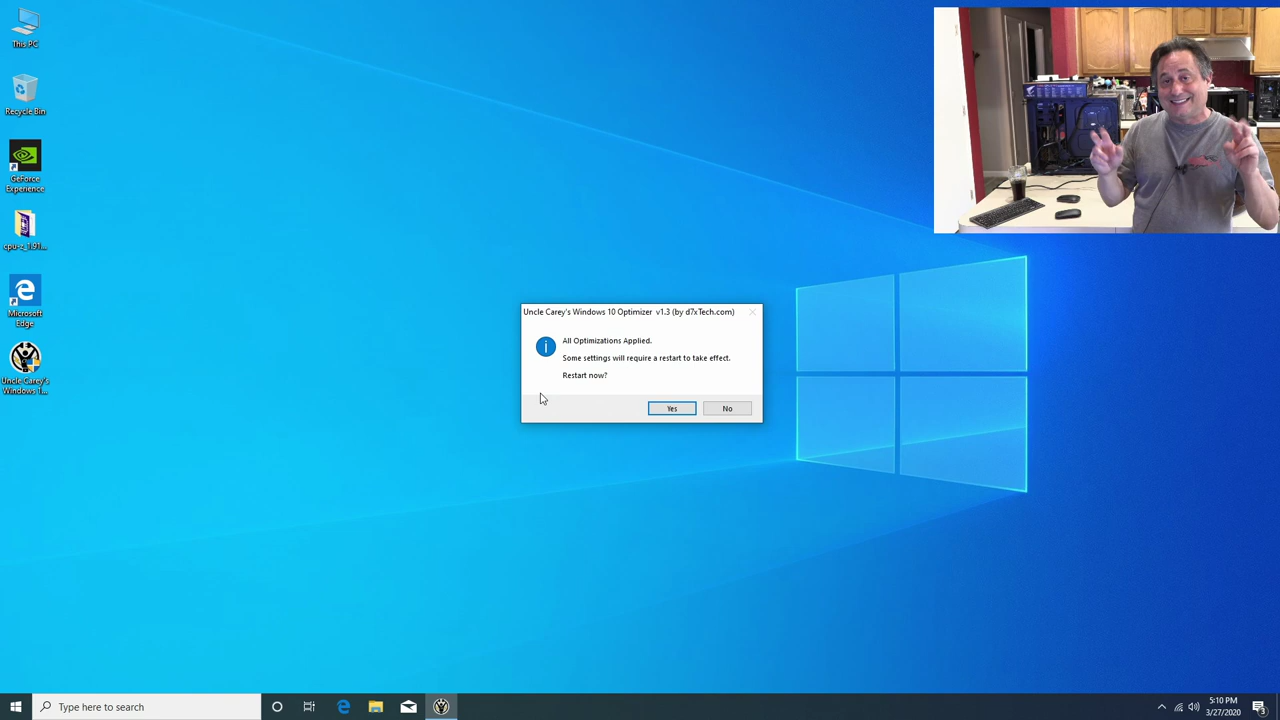 This PC
Recycle Bin
GeForce
Experience
cpu-z_1.91...
Microsoft
Edge
Uncle Carey's
Windows 1...
Uncle Carey's Windows 10 Optimizer v1.3 (by d7xTech.com)
All Optimizations Applied.
Some settings will require a restart to take effect.
Restart now?
Yes
No
Type here to search
5:10 PM
3/27/2020
3